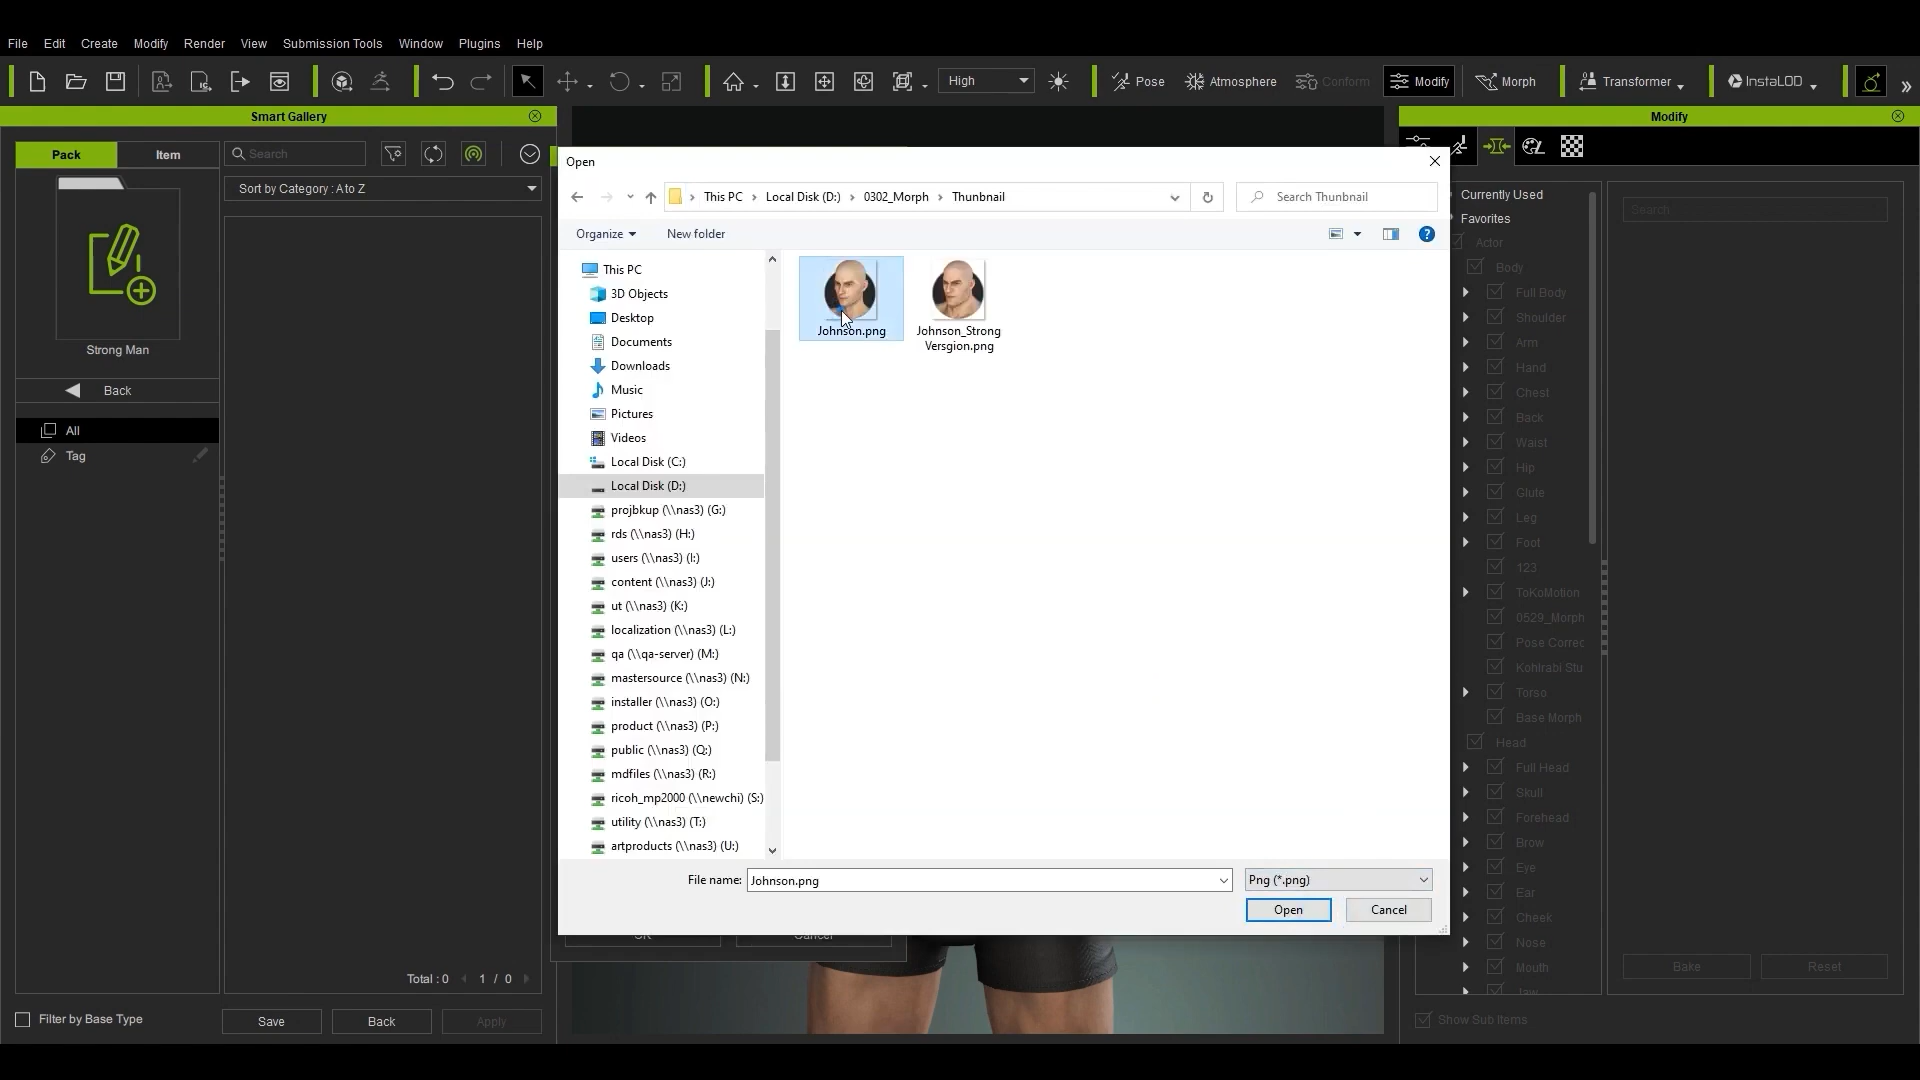 File Edit Create Modify Render View Submission Tools Window Plugins Help
High
Pose
Atmosphere
Conform
Modify
Morph
Transformer
InstaLOD
Smart Gallery
Modify
Pack
Item
Search
Sort by Category : A to Z
Strong Man
Back
All
Tag
Total : 0
1 / 0
Filter by Base Type
Save
Back
Apply
Open
This PC
Local Disk (D:)
0302_Morph
Thunbnail
Search Thunbnail
Organize
New folder
This PC
3D Objects
Desktop
Documents
Downloads
Music
Pictures
Videos
Local Disk (C:)
Local Disk (D:)
projbkup (\\nas3) (G:)
rds (\\nas3) (H:)
users (\\nas3) (I:)
content (\\nas3) (J:)
ut (\\nas3) (K:)
localization (\\nas3) (L:)
qa (\\qa-server) (M:)
mastersource (\\nas3) (N:)
installer (\\nas3) (O:)
product (\\nas3) (P:)
public (\\nas3) (Q:)
mdfiles (\\nas3) (R:)
ricoh_mp2000 (\\newchi) (S:)
utility (\\nas3) (T:)
artproducts (\\nas3) (U:)
Johnson.png
Johnson_Strong
Versgion.png
File name:
Johnson.png
Png (*.png)
Open
Cancel
Currently Used
Favorites
Actor
Body
Full Body
Shoulder
Arm
Hand
Chest
Back
Waist
Hip
Glute
Leg
Foot
123
ToKoMotion
0529_Morph
Pose Correc
Kohlrabi Stu
Torso
Base Morph
Head
Full Head
Skull
Forehead
Brow
Eye
Ear
Cheek
Nose
Mouth
Jaw
Search
Bake
Reset
Show Sub Items